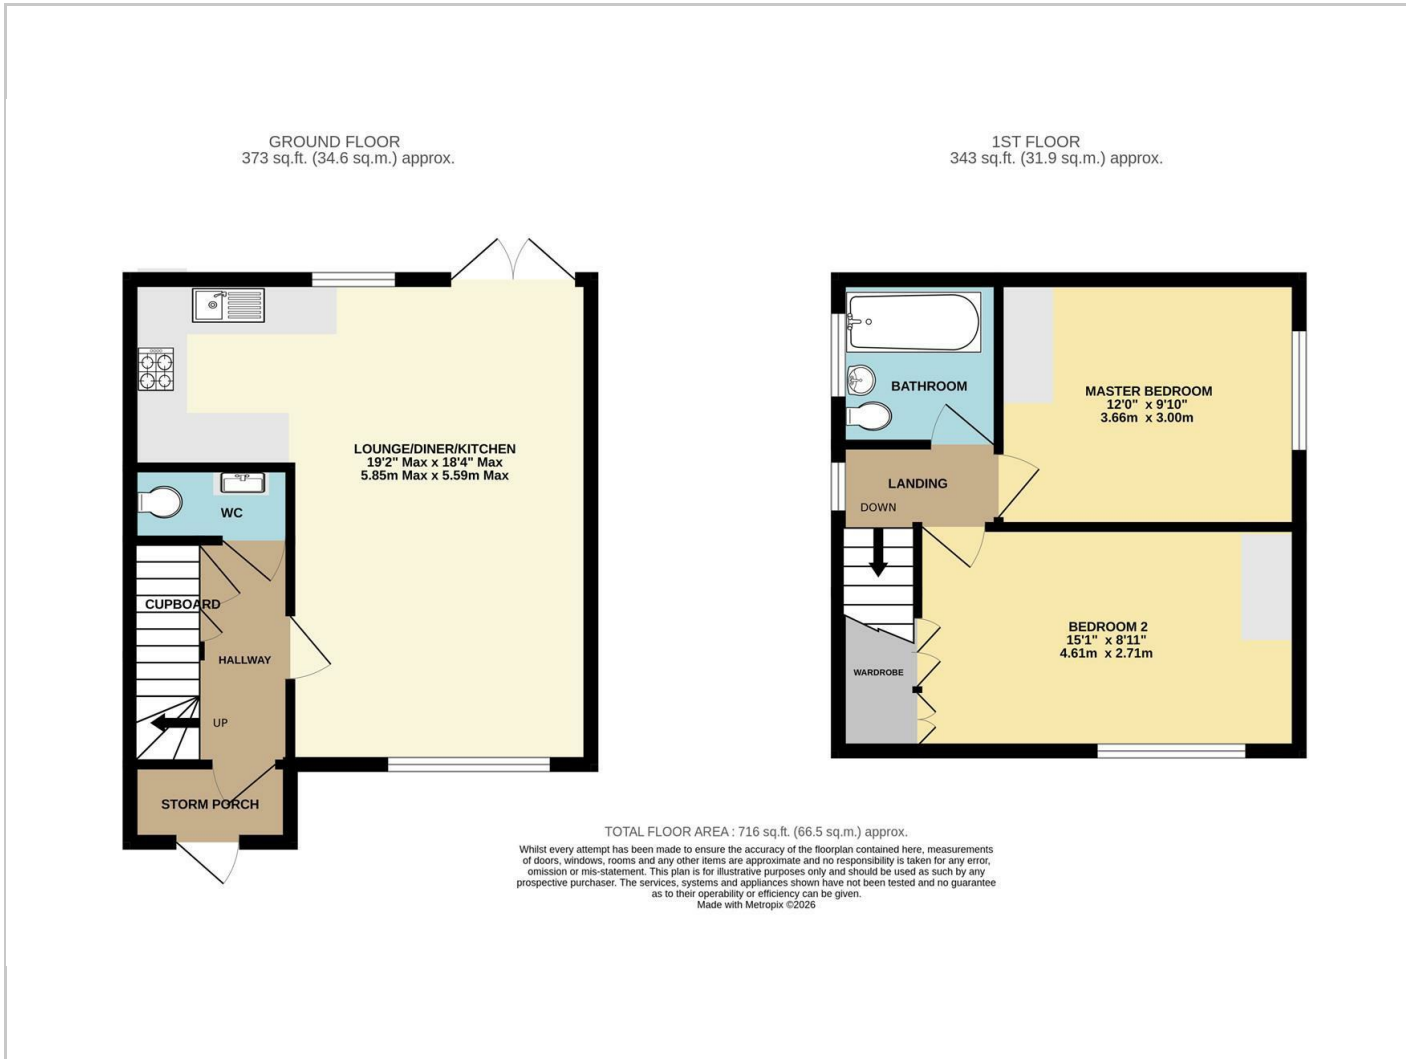 GROUND FLOOR
373 sq.ft. (34.6 sq.m.) approx.
1ST FLOOR
343 sq.ft. (31.9 sq.m.) approx.
LOUNGE/DINER/KITCHEN
19'2" Max x 18'4" Max
5.85m Max x 5.59m Max
WC
CUPBOARD
HALLWAY
UP
STORM PORCH
BATHROOM
MASTER BEDROOM
12'0" x 9'10"
3.66m x 3.00m
LANDING
DOWN
BEDROOM 2
15'1" x 8'11"
4.61m x 2.71m
WARDROBE
TOTAL FLOOR AREA : 716 sq.ft. (66.5 sq.m.) approx.
Whilst every attempt has been made to ensure the accuracy of the floorplan contained here, measurements
of doors, windows, rooms and any other items are approximate and no responsibility is taken for any error,
omission or mis-statement. This plan is for illustrative purposes only and should be used as such by any
prospective purchaser. The services, systems and appliances shown have not been tested and no guarantee
as to their operability or efficiency can be given.
Made with Metropix ©2026